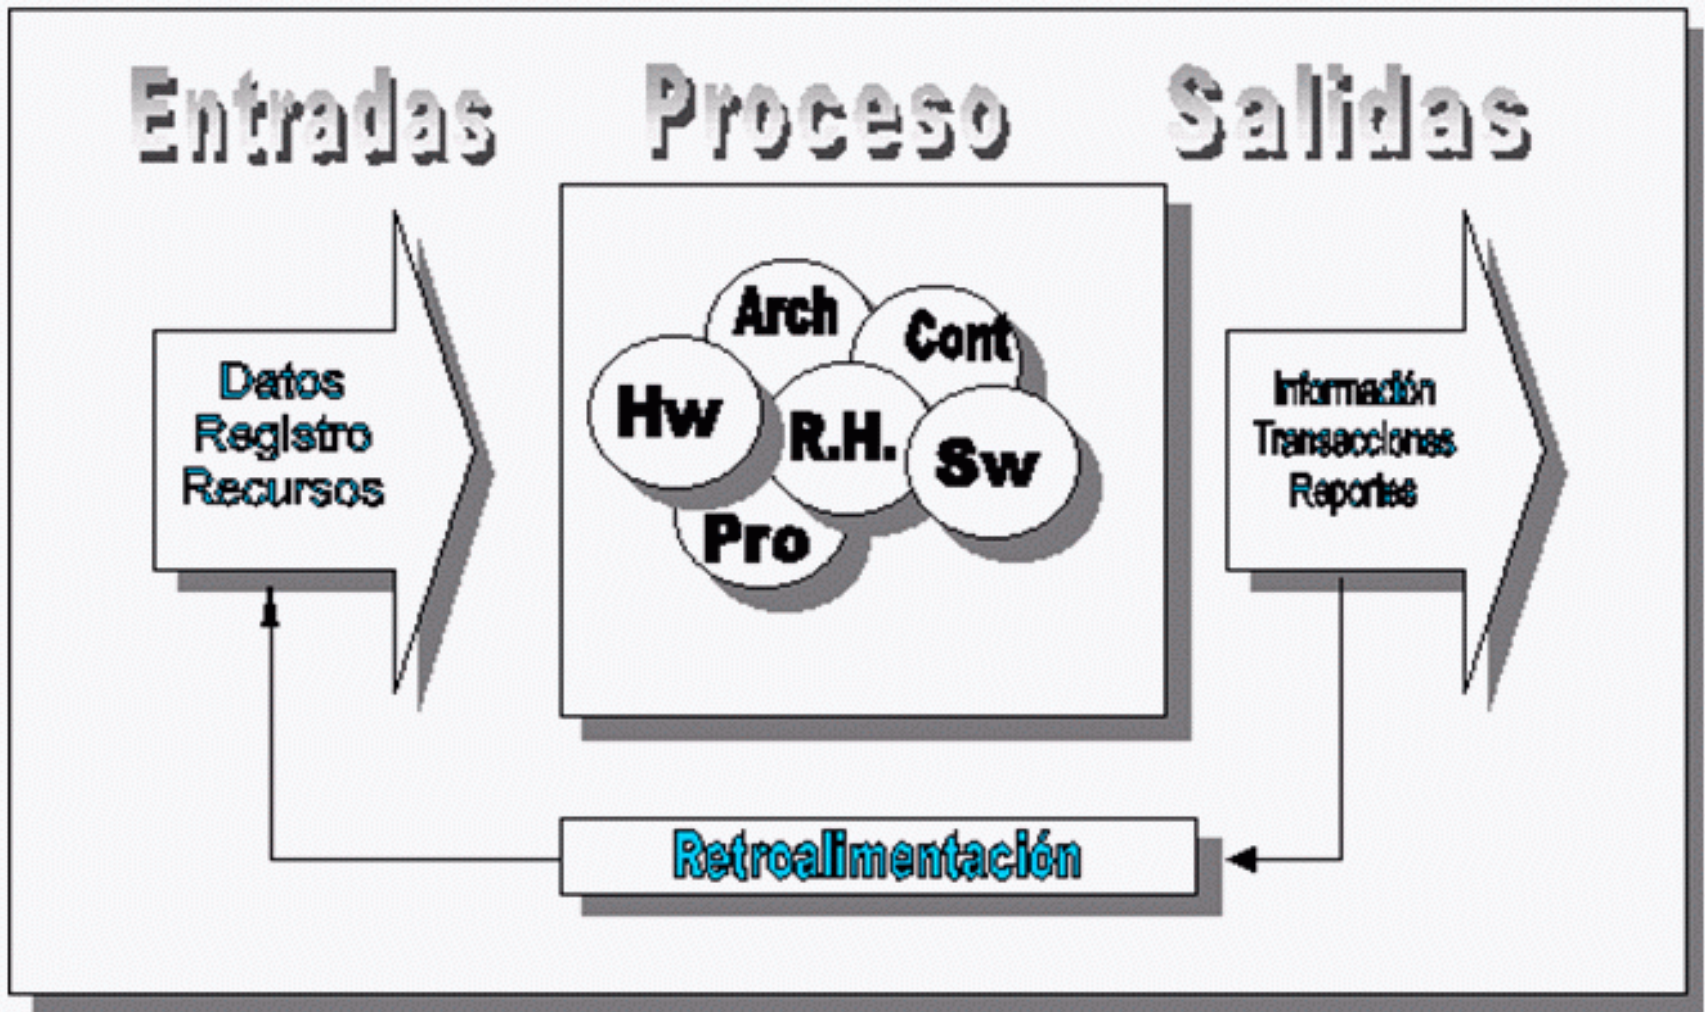 Entradas
Proceso
Salidas
Datos
Registro
Recursos
Arch
Cont
Hw
R.H.
Sw
Pro
Información
Transacciones
Reportes
Retroalimentación